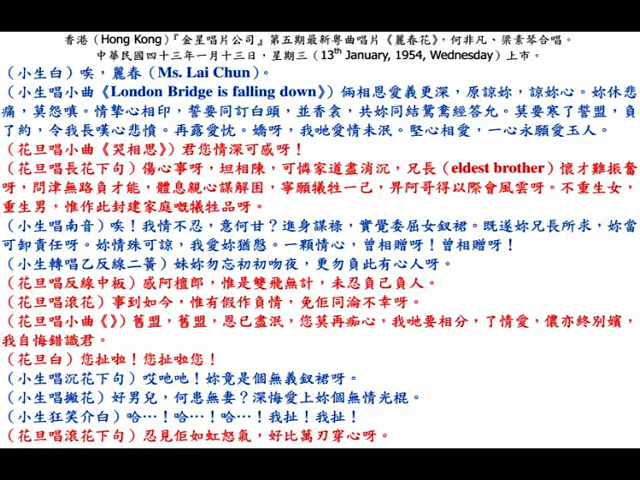 香港（Hong Kong）『金星唱片公司』第五期最新粵曲唱片《麗春花》，何非凡、梁素琴合唱。
中華民國四十三年一月十三日，星期三（13th January, 1954, Wednesday）上市。
（小生白）唉，麗春（Ms. Lai Chun）。
（小生唱小曲《London Bridge is falling down》）倆相恩愛義更深，原諒妳，諒妳心。妳休悲
痛，莫怨嗔。情摯心相印，誓要同訂白頭，並香衾，共妳同結鴛鴦經答允。莫要寒了誓盟，負
了約，令我長嘆心悲憤。再露愛忱。嬌呀，我哋愛情未泯。堅心相愛，一心永願愛玉人。
（花旦唱小曲《哭相思》）君您情深可感呀！
（花旦唱長花下句）傷心事呀，坦相陳，可憐家道盡消沉，兄長（eldest brother）懷才難振奮
呀，問津無路負才能，體息親心謀解困，寧願犧牲一己，畀阿哥得以際會風雲呀。不重生女，
重生男，惟作此封建家庭嘅犧牲品呀。
（小生唱南音）唉！我情不忍，意何甘？進身謀祿，實覺委屈女釵裙。既遂妳兄長所求，妳當
可卸責任呀。妳情殊可諒，我愛妳猶慇。一顆情心，曾相贈呀！曾相贈呀！
（小生轉唱乙反線二簧）妹妳勿忘初初吻夜，更勿負此有心人呀。
（花旦唱反線中板）感阿檀郎，惟是雙飛無計，未忍負己負人。
（花旦唱滾花）事到如今，惟有假作負情，免佢同淪不幸呀。
（花旦唱小曲《》）舊盟，舊盟，恩已盡泯，您莫再痴心，我哋要相分，了情愛，儂亦終別嬪，
我自悔錯識君。
（花旦白）您扯啦！您扯啦您！
（小生唱沉花下句）哎吔吔！妳竟是個無義釵裙呀。
（小生唱撇花）好男兒，何患無妻？深悔愛上妳個無情光棍。
（小生狂笑介白）哈⋯！哈⋯！哈⋯！我扯！我扯！
（花旦唱滾花下句）忍見佢如虹怒氣，好比萬刃穿心呀。